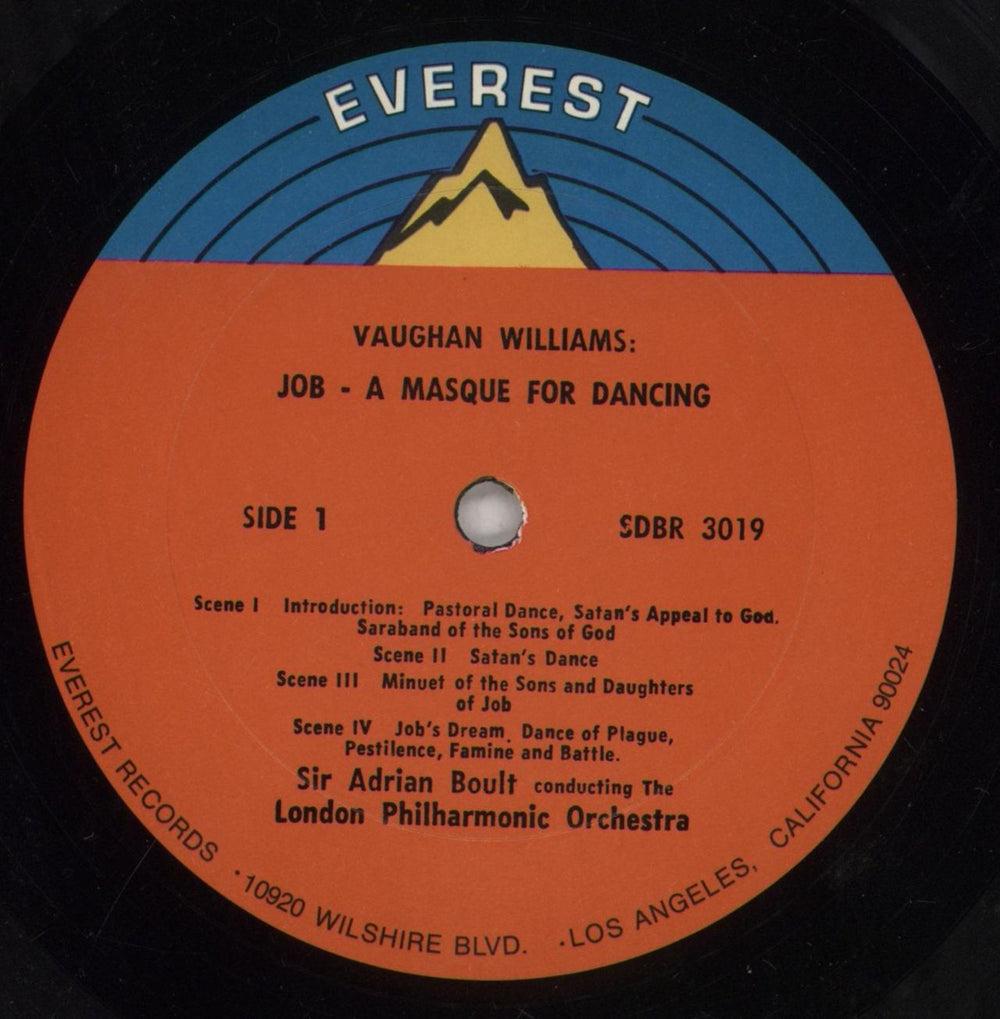 EVEREST
VAUGHAN WILLIAMS:
JOB - A MASQUE FOR DANCING
SIDE 1
SDBR 3019
Scene I Introduction: Pastoral Dance, Satan's Appeal to God.
Saraband of the Sons of God
Scene II Satan's Dance
Scene III Minuet of the Sons and Daughters
of Job
Scene IV Job's Dream. Dance of Plague,
Pestilence, Famine and Battle.
Sir Adrian Boult conducting The
London Philharmonic Orchestra
EVEREST RECORDS · 10920 WILSHIRE BLVD. · LOS ANGELES, CALIFORNIA 90024